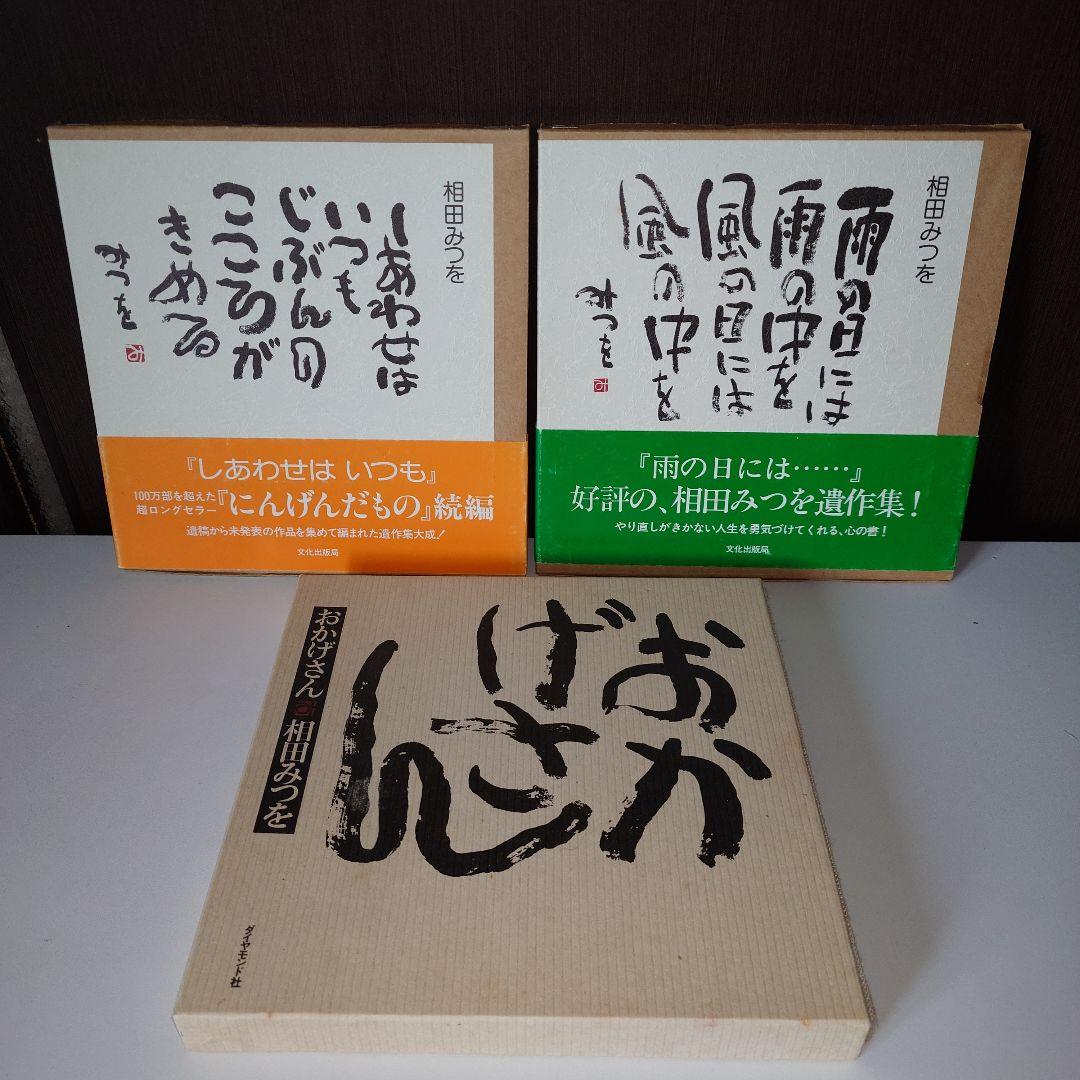 相田みつを
しあわせは
いつも
じぶんの
こころが
きめる
みつを
み
『しあわせは いつも』
100万部を超えた
超ロングセラー
『にんげんだもの』続編
遺稿から未発表の作品を集めて編まれた遺作集大成!
文化出版局
相田みつを
雨の日には
雨の中を
風の日には
風の中を
みつを
み
『雨の日には……』
好評の、相田みつを遺作集!
やり直しがきかない人生を勇気づけてくれる、心の書!
文化出版局
おか
げさ
ん
おかげさん 相田みつを
ダイヤモンド社